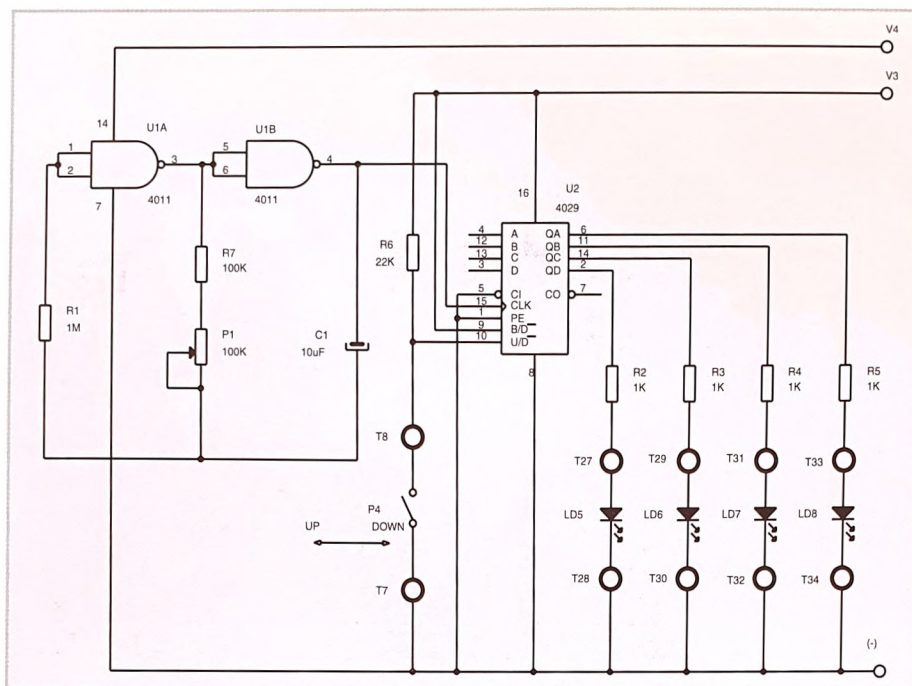 V4
V3
14
U1A
U1B
1
2
3
5
6
4
7
4011
4011
16
U2
4029
4
12
13
3
A
B
C
D
QA
QB
QC
QD
6
11
14
2
5
15
1
9
10
CI
CLK
PE
B/D
U/D
CO
7
8
R6
22K
R7
100K
R1
1M
P1
100K
C1
10uF
R2
1K
R3
1K
R4
1K
R5
1K
T8
T27
T29
T31
T33
P4
UP
DOWN
LD5
LD6
LD7
LD8
T7
T28
T30
T32
T34
(-)